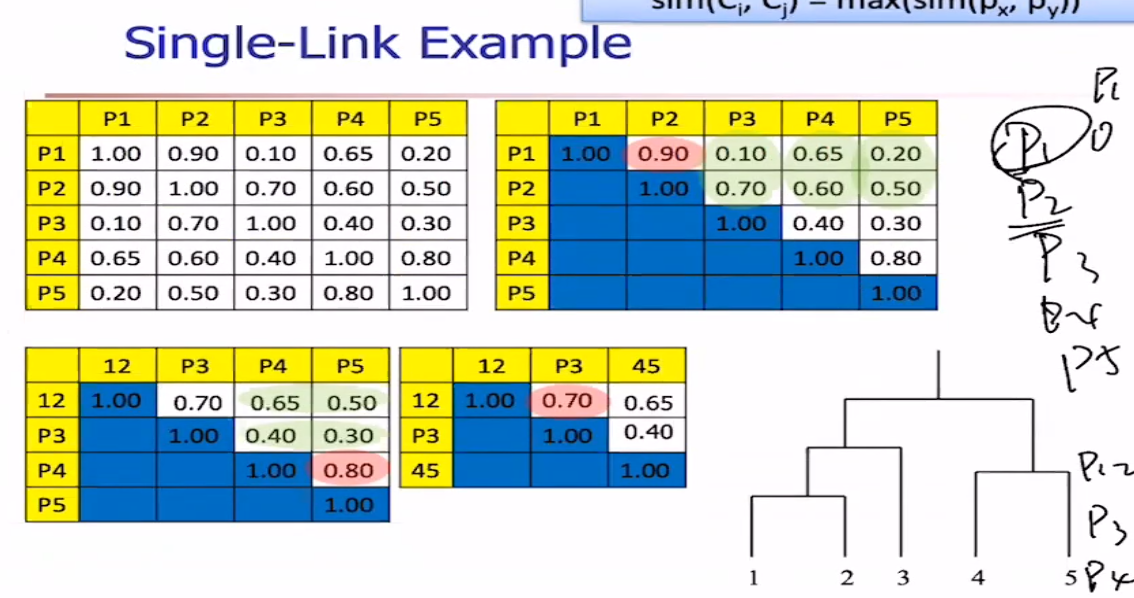 sim(Ci, Cj) = max(sim(px, py))
Single-Link Example
P1 P2 P3 P4 P5
P1 1.00 0.90 0.10 0.65 0.20
P2 0.90 1.00 0.70 0.60 0.50
P3 0.10 0.70 1.00 0.40 0.30
P4 0.65 0.60 0.40 1.00 0.80
P5 0.20 0.50 0.30 0.80 1.00
P1 P2 P3 P4 P5
P1 1.00 0.90 0.10 0.65 0.20
P2 1.00 0.70 0.60 0.50
P3 1.00 0.40 0.30
P4 1.00 0.80
P5 1.00
P1
P1 0
P2
P3
P5
12 P3 P4 P5
12 1.00 0.70 0.65 0.50
P3 1.00 0.40 0.30
P4 1.00 0.80
P5 1.00
12 P3 45
12 1.00 0.70 0.65
P3 1.00 0.40
45 1.00
1 2 3 4 5
P12
P3
P4